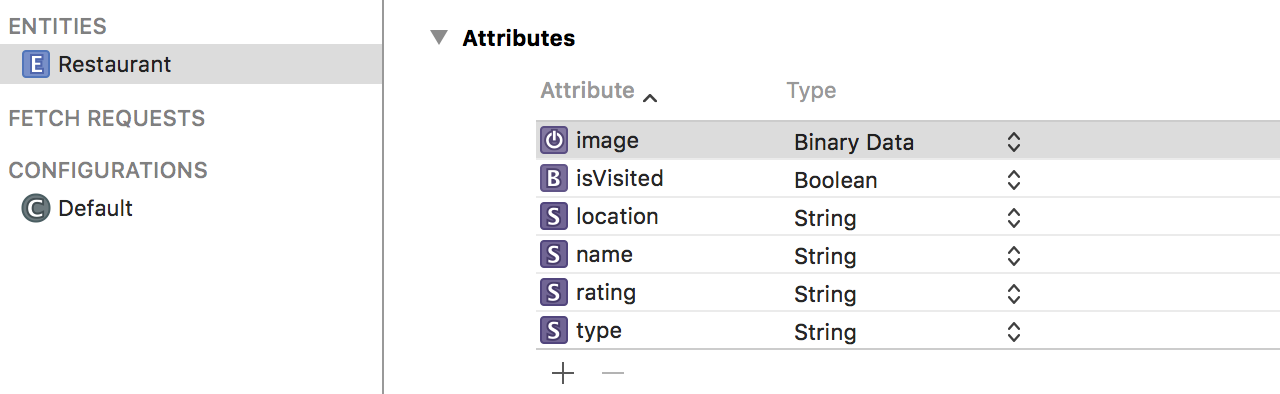 ENTITIES
E Restaurant
FETCH REQUESTS
CONFIGURATIONS
C Default
Attributes
Attribute Type
image Binary Data
B isVisited Boolean
S location String
S name String
S rating String
S type String